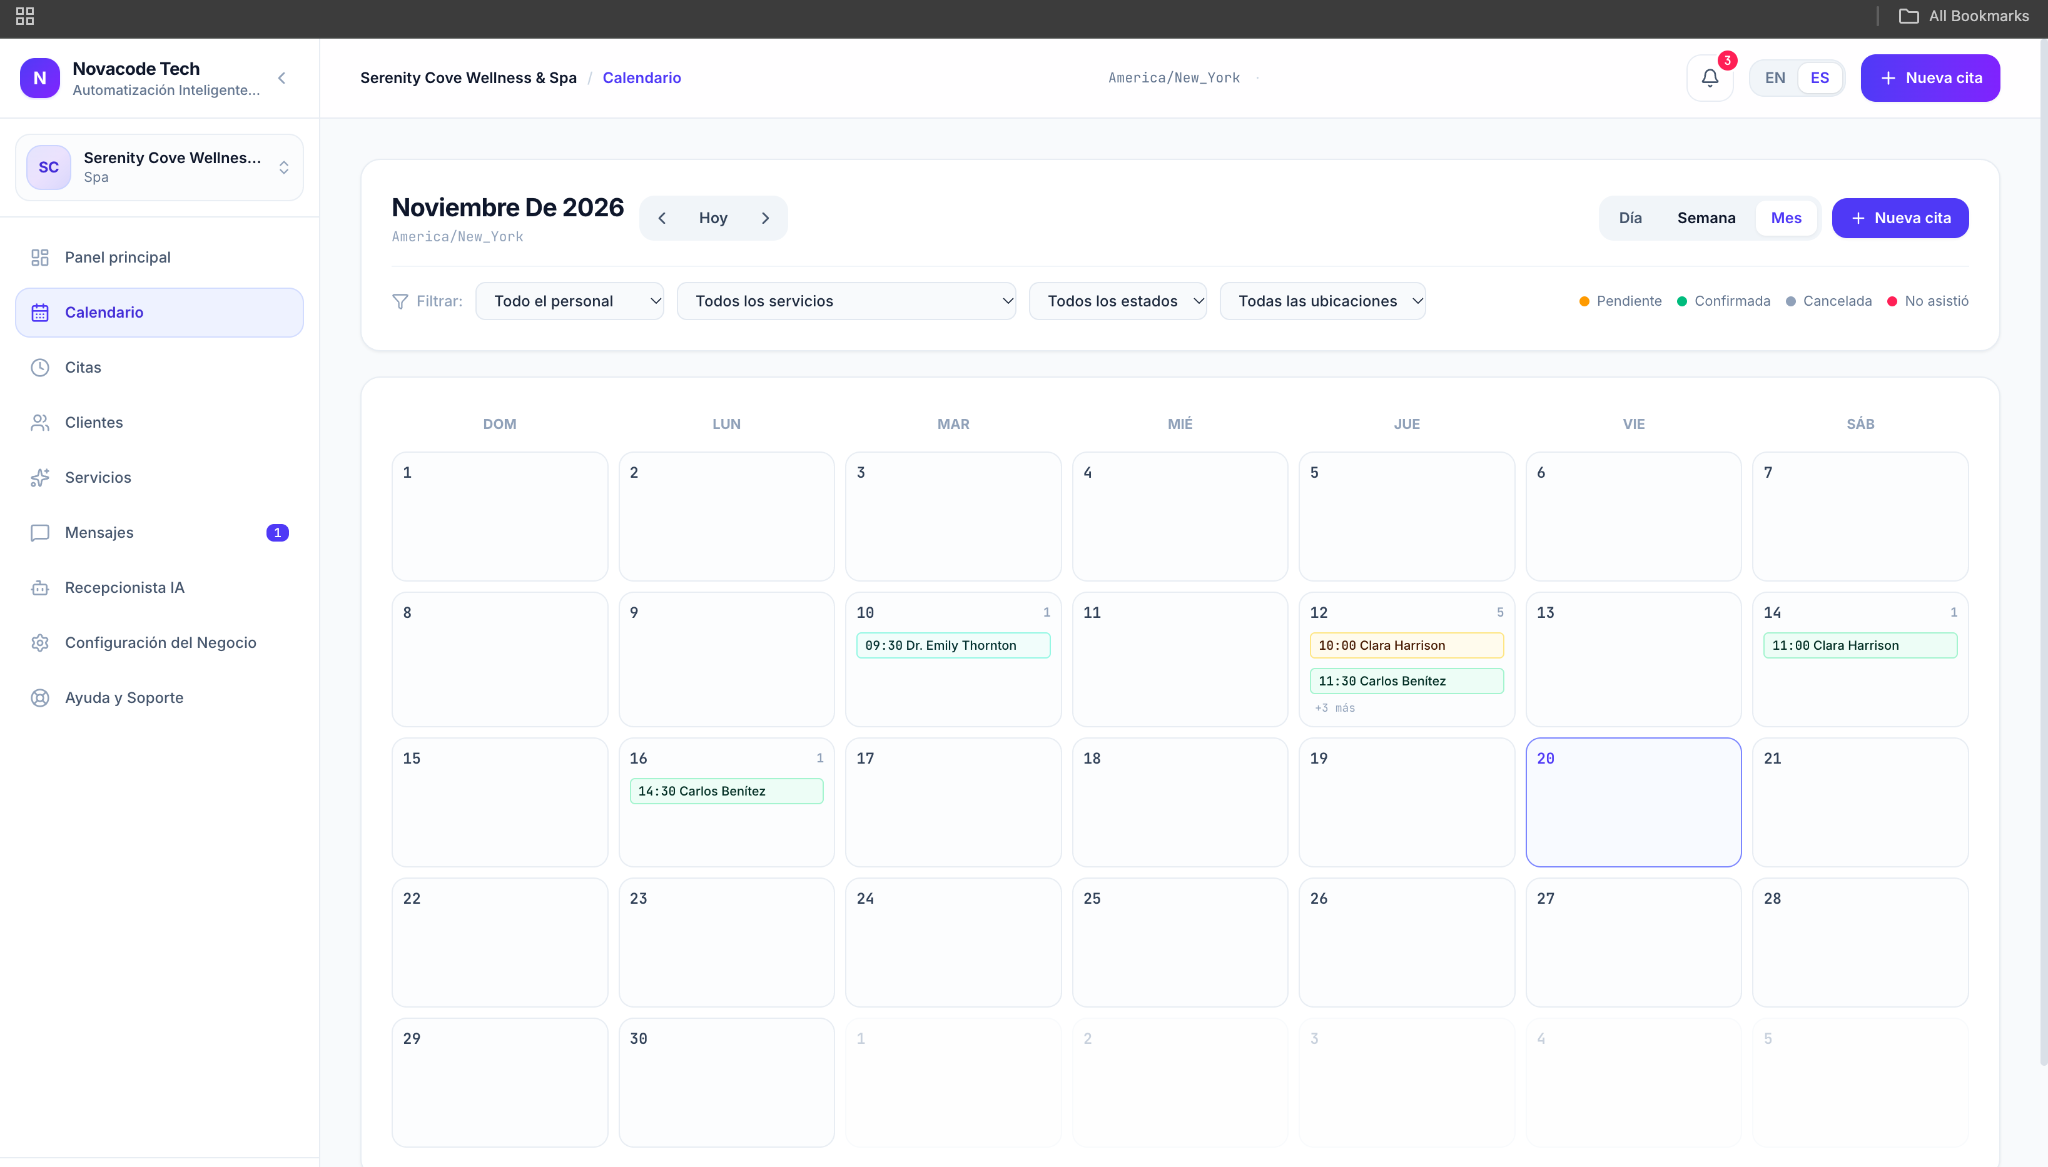 All Bookmarks
N
Novacode Tech
Automatización Inteligente...
Serenity Cove Wellness & Spa / Calendario
America/New_York
3
EN
ES
+ Nueva cita
SC
Serenity Cove Wellnes...
Spa
Panel principal
Calendario
Citas
Clientes
Servicios
Mensajes
1
Recepcionista IA
Configuración del Negocio
Ayuda y Soporte
Noviembre De 2026
America/New_York
Hoy
Día
Semana
Mes
+ Nueva cita
Filtrar:
Todo el personal
Todos los servicios
Todos los estados
Todas las ubicaciones
Pendiente
Confirmada
Cancelada
No asistió
DOM
LUN
MAR
MIÉ
JUE
VIE
SÁB
1
2
3
4
5
6
7
8
9
10
1
09:30 Dr. Emily Thornton
11
12
5
10:00 Clara Harrison
11:30 Carlos Benítez
+3 más
13
14
1
11:00 Clara Harrison
15
16
1
14:30 Carlos Benítez
17
18
19
20
21
22
23
24
25
26
27
28
29
30
1
2
3
4
5